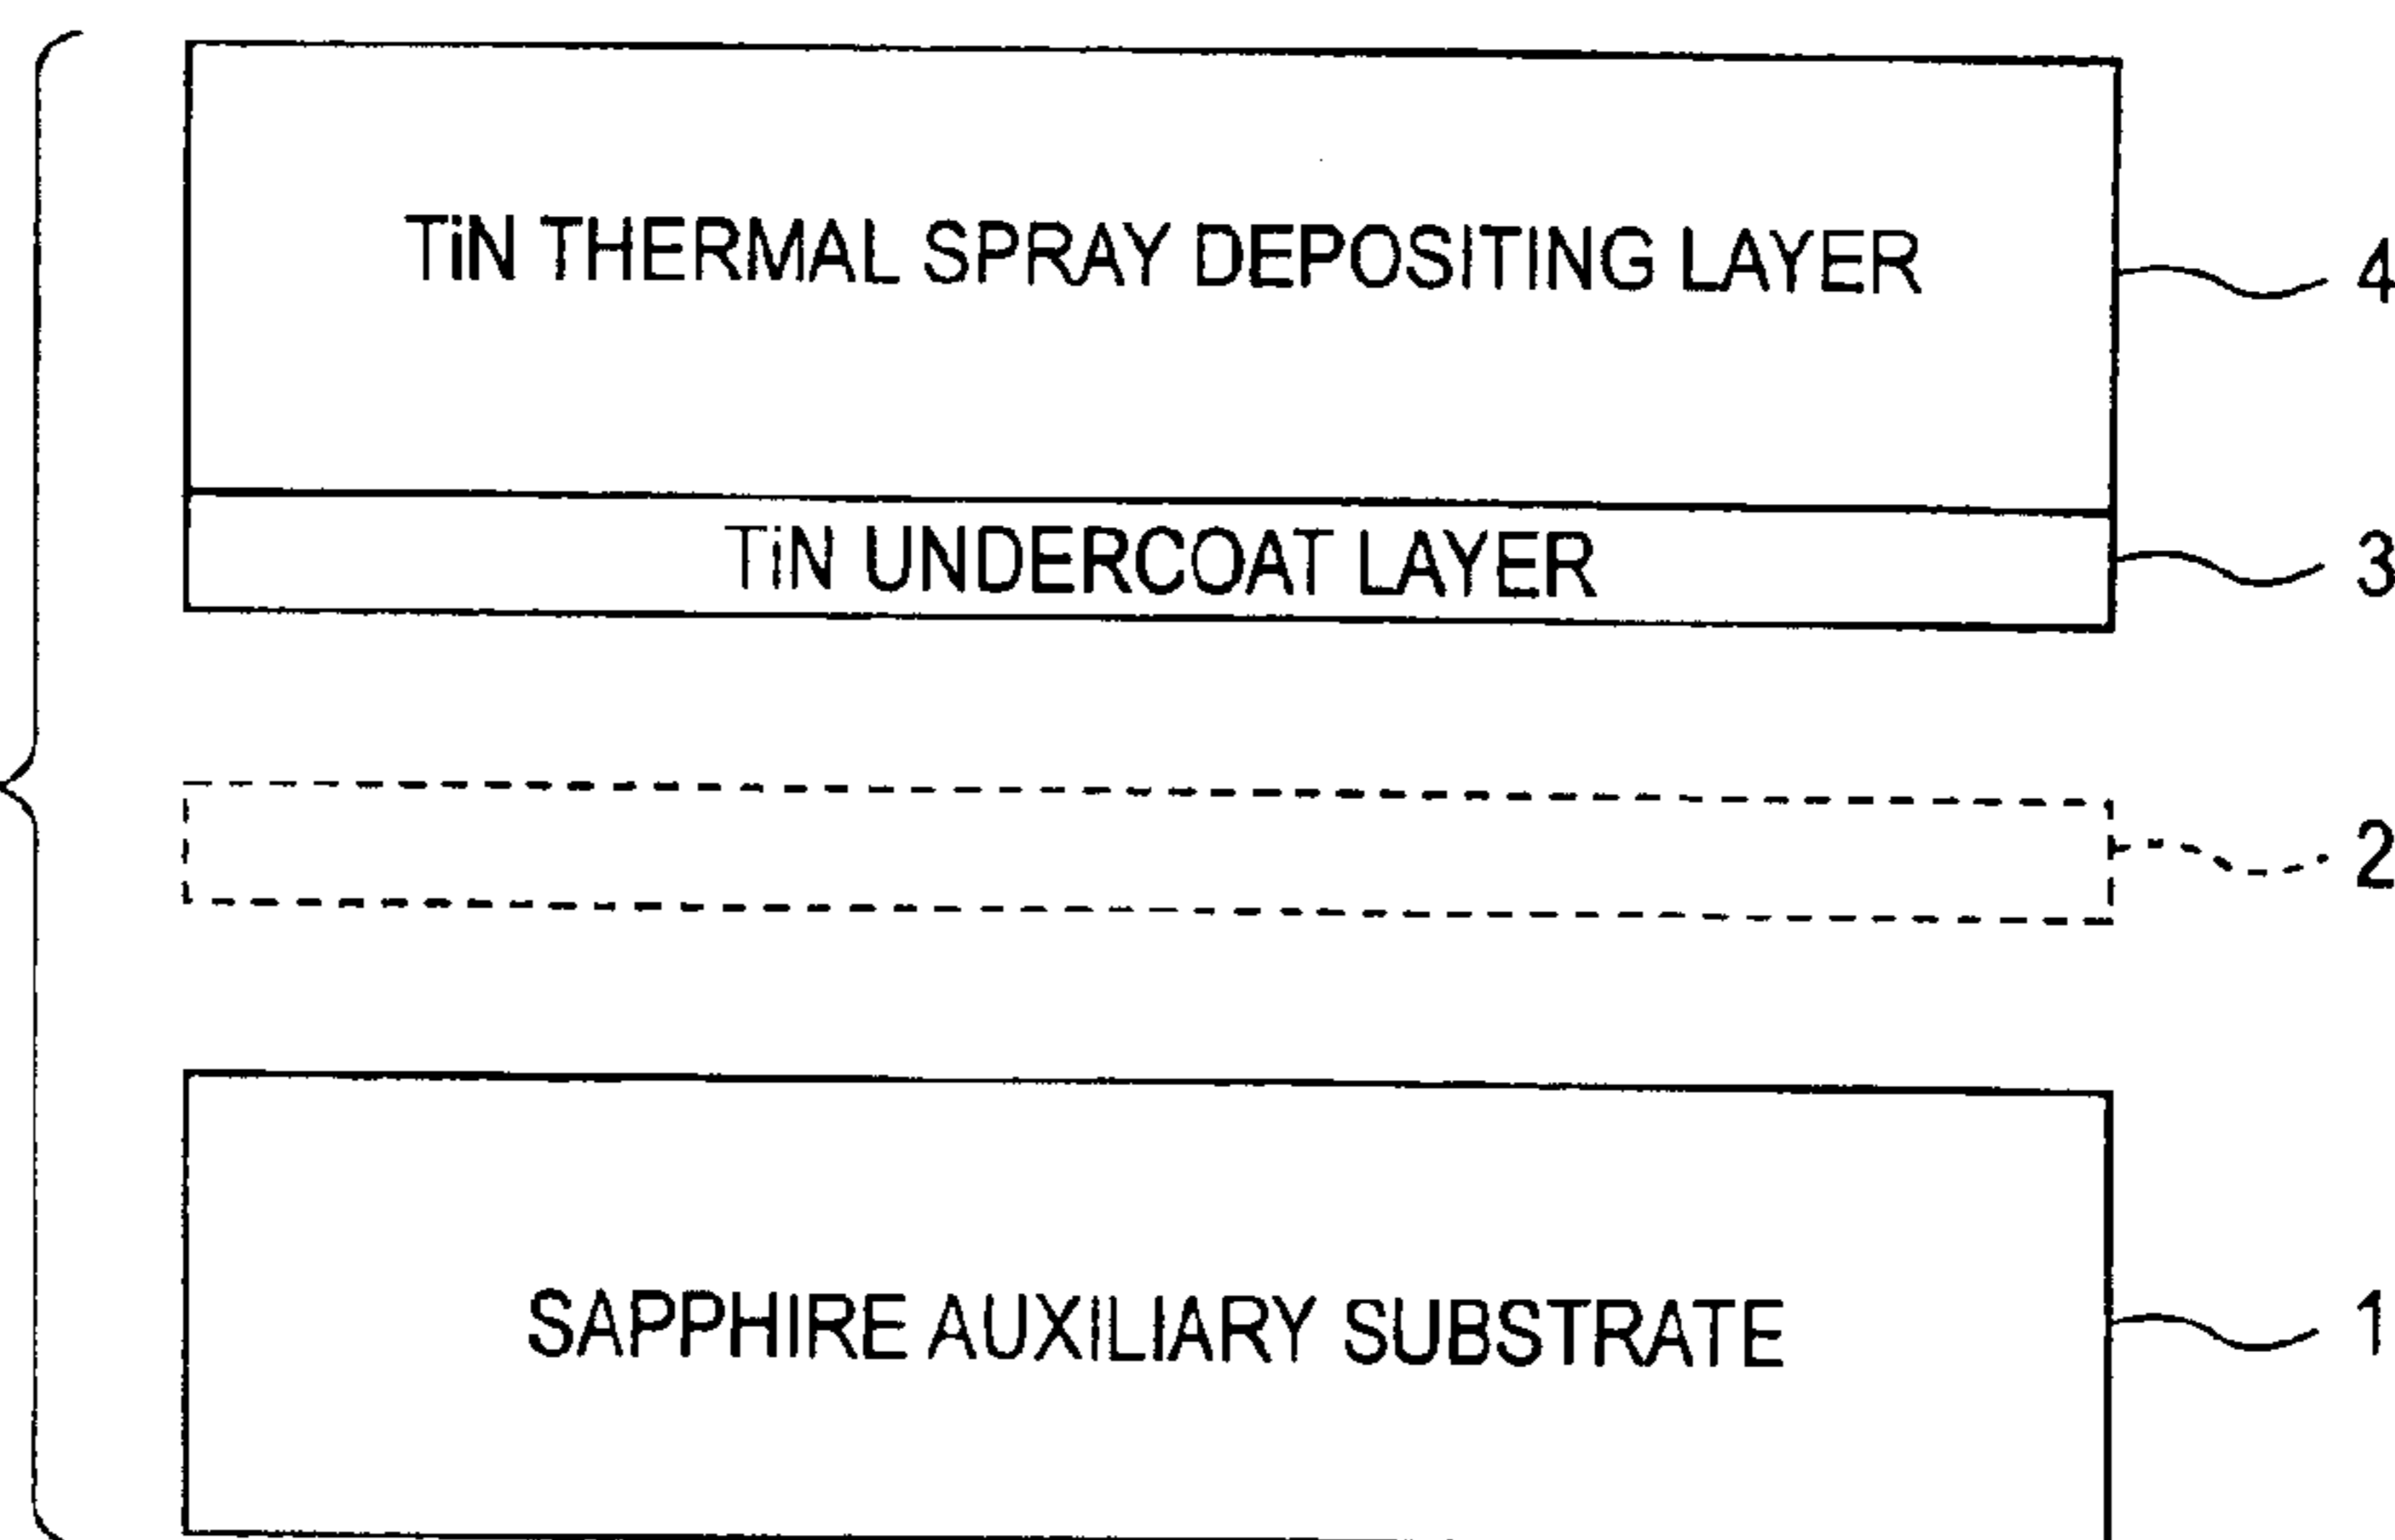 TiN THERMAL SPRAY DEPOSITING LAYER
4
TiN UNDERCOAT LAYER
3
2
SAPPHIRE AUXILIARY SUBSTRATE
1